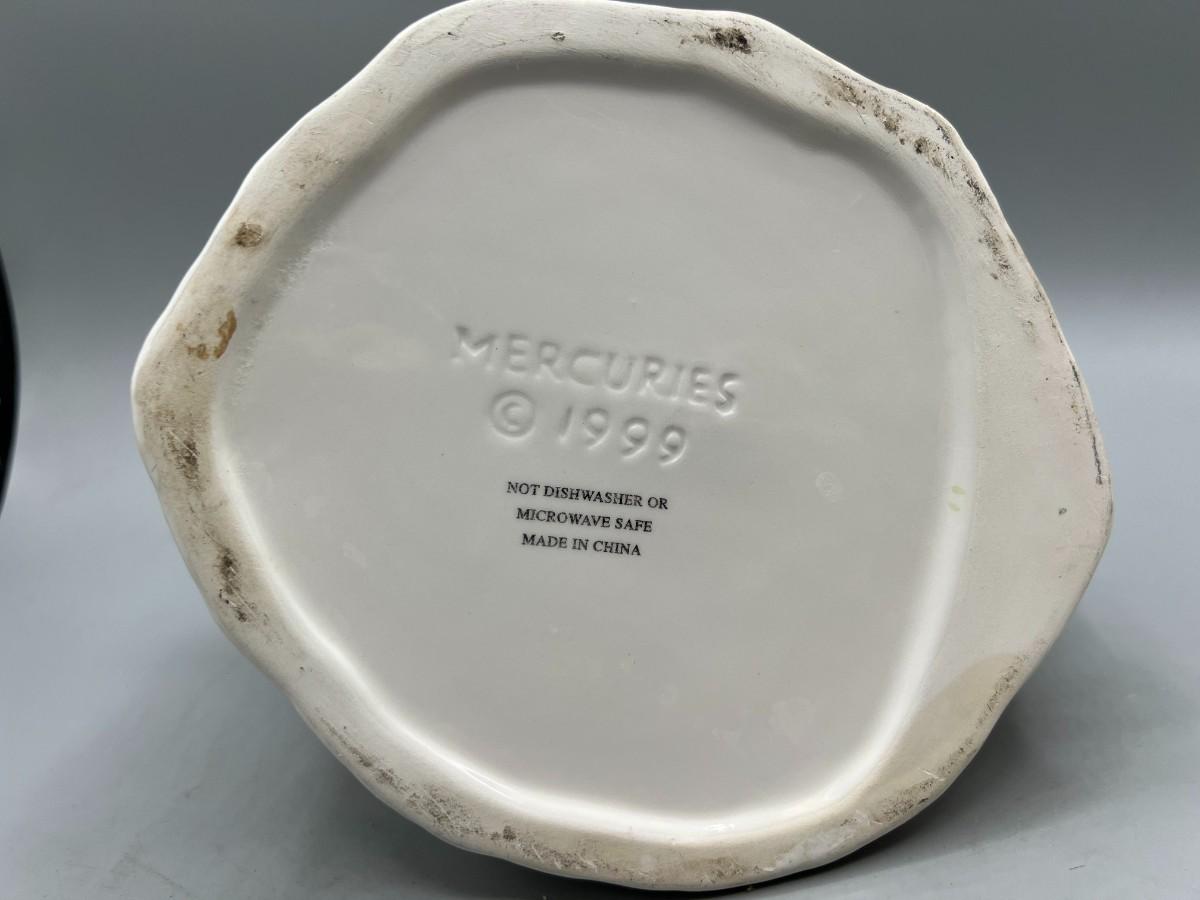 MERCURIES
© 1999
NOT DISHWASHER OR
MICROWAVE SAFE
MADE IN CHINA